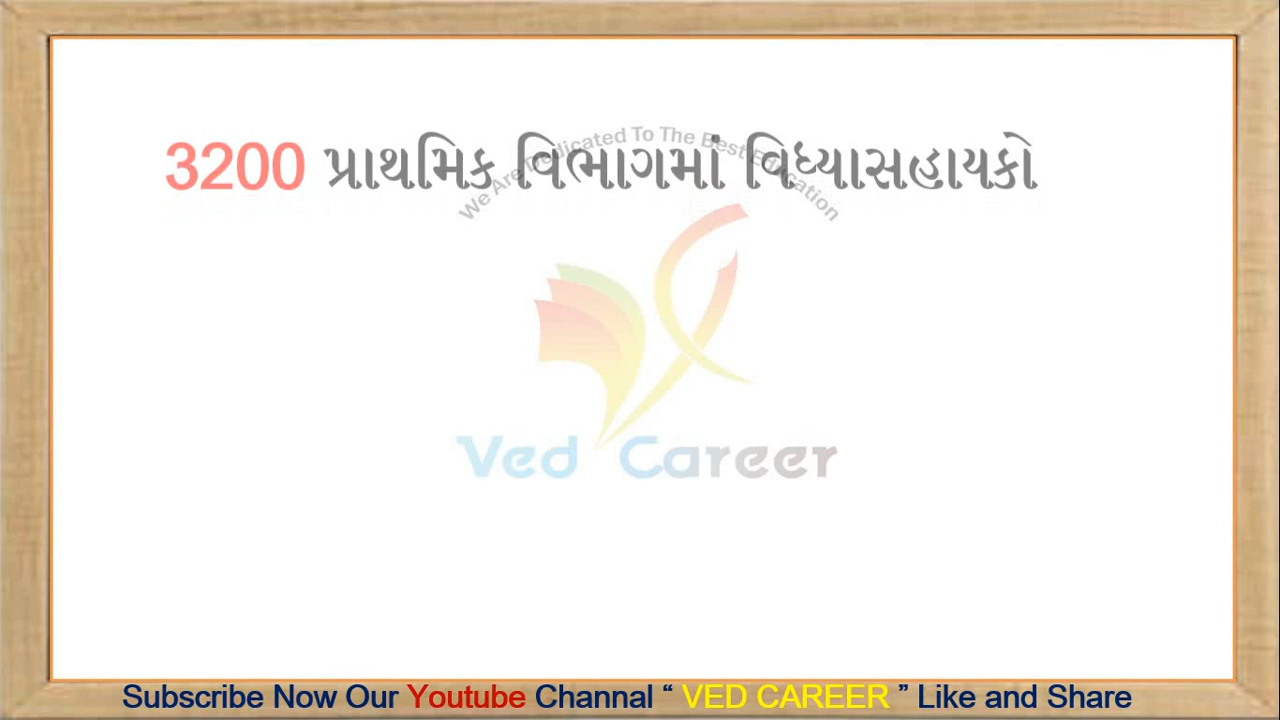 We Are Dedicated To The Best Education
3200 પ્રાથમિક વિભાગમાં વિધ્યાસહાયકો
Ved Career
Subscribe Now Our Youtube Channal “ VED CAREER ” Like and Share